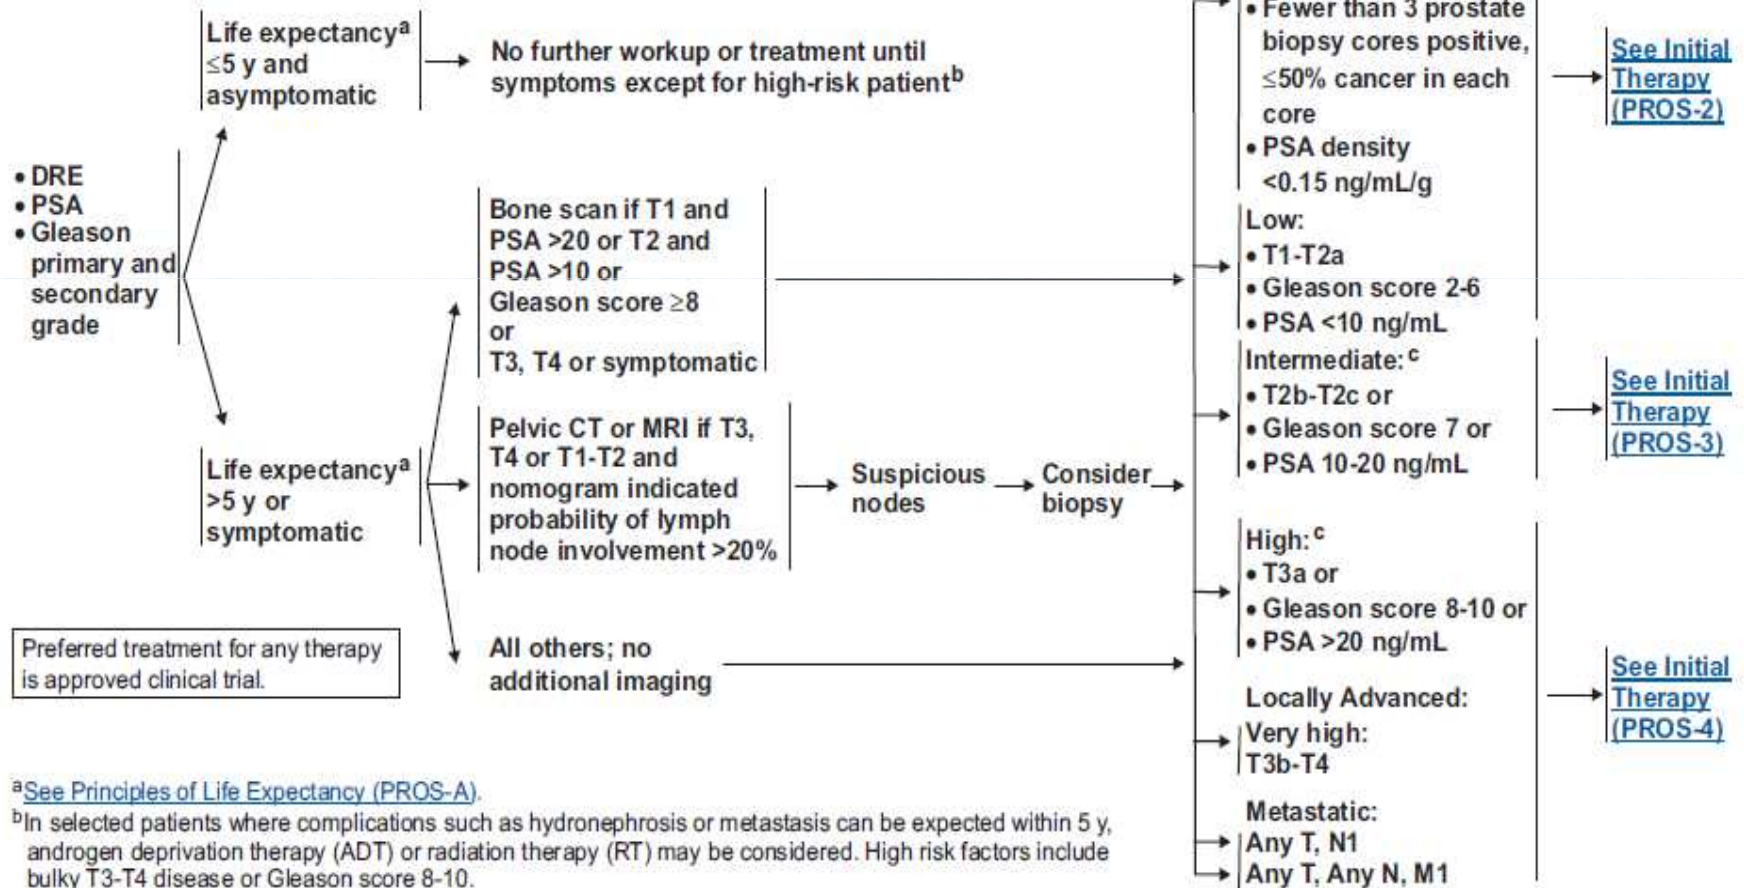 Life expectancya
≤5 y and
asymptomatic
No further workup or treatment until
symptoms except for high-risk patientb
• DRE
• PSA
• Gleason
primary and
secondary
grade
Life expectancya
>5 y or
symptomatic
Bone scan if T1 and
PSA >20 or T2 and
PSA >10 or
Gleason score ≥8
or
T3, T4 or symptomatic
Pelvic CT or MRI if T3,
T4 or T1-T2 and
nomogram indicated
probability of lymph
node involvement >20%
Suspicious
nodes
Consider
biopsy
All others; no
additional imaging
• Fewer than 3 prostate
biopsy cores positive,
≤50% cancer in each
core
• PSA density
<0.15 ng/mL/g
See Initial
Therapy
(PROS-2)
Low:
• T1-T2a
• Gleason score 2-6
• PSA <10 ng/mL
Intermediate:c
• T2b-T2c or
• Gleason score 7 or
• PSA 10-20 ng/mL
See Initial
Therapy
(PROS-3)
High:c
• T3a or
• Gleason score 8-10 or
• PSA >20 ng/mL
Locally Advanced:
Very high:
T3b-T4
Metastatic:
Any T, N1
Any T, Any N, M1
See Initial
Therapy
(PROS-4)
Preferred treatment for any therapy
is approved clinical trial.
aSee Principles of Life Expectancy (PROS-A).
bIn selected patients where complications such as hydronephrosis or metastasis can be expected within 5 y,
androgen deprivation therapy (ADT) or radiation therapy (RT) may be considered. High risk factors include
bulky T3-T4 disease or Gleason score 8-10.